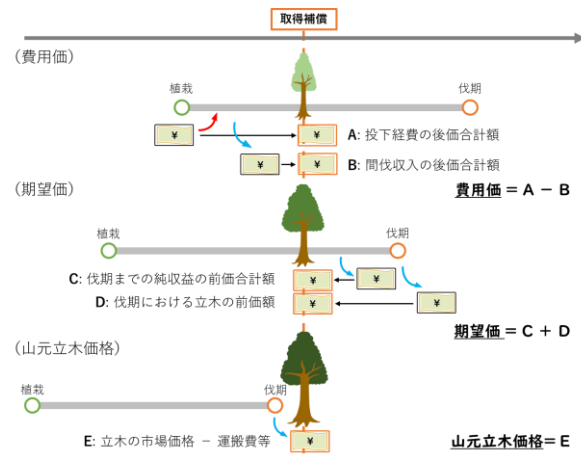 取得補償
（費用価）
植栽
伐期
¥
¥
A: 投下経費の後価合計額
¥
¥
B: 間伐収入の後価合計額
費用価 = A − B
（期望価）
植栽
伐期
C: 伐期までの純収益の前価合計額
¥
¥
D: 伐期における立木の前価額
¥
¥
期望価 = C + D
（山元立木価格）
植栽
伐期
E: 立木の市場価格 − 運搬費等
¥
山元立木価格= E